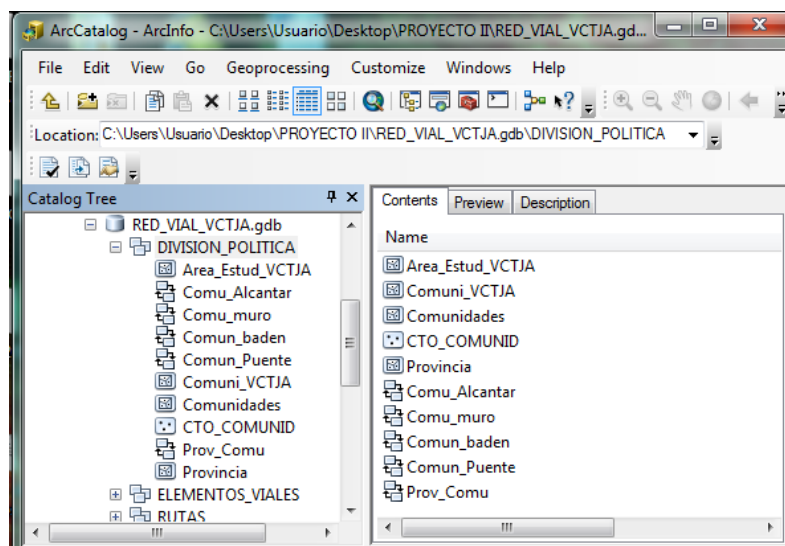 ArcCatalog - ArcInfo - C:\Users\Usuario\Desktop\PROYECTO II\RED_VIAL_VCTJA.gd...
File Edit View Go Geoprocessing Customize Windows Help
Location: C:\Users\Usuario\Desktop\PROYECTO II\RED_VIAL_VCTJA.gdb\DIVISION_POLITICA
Catalog Tree
RED_VIAL_VCTJA.gdb
DIVISION_POLITICA
Area_Estud_VCTJA
Comu_Alcantar
Comu_muro
Comun_baden
Comun_Puente
Comuni_VCTJA
Comunidades
CTO_COMUNID
Prov_Comu
Provincia
ELEMENTOS_VIALES
RUTAS
Contents Preview Description
Name
Area_Estud_VCTJA
Comuni_VCTJA
Comunidades
CTO_COMUNID
Provincia
Comu_Alcantar
Comu_muro
Comun_baden
Comun_Puente
Prov_Comu